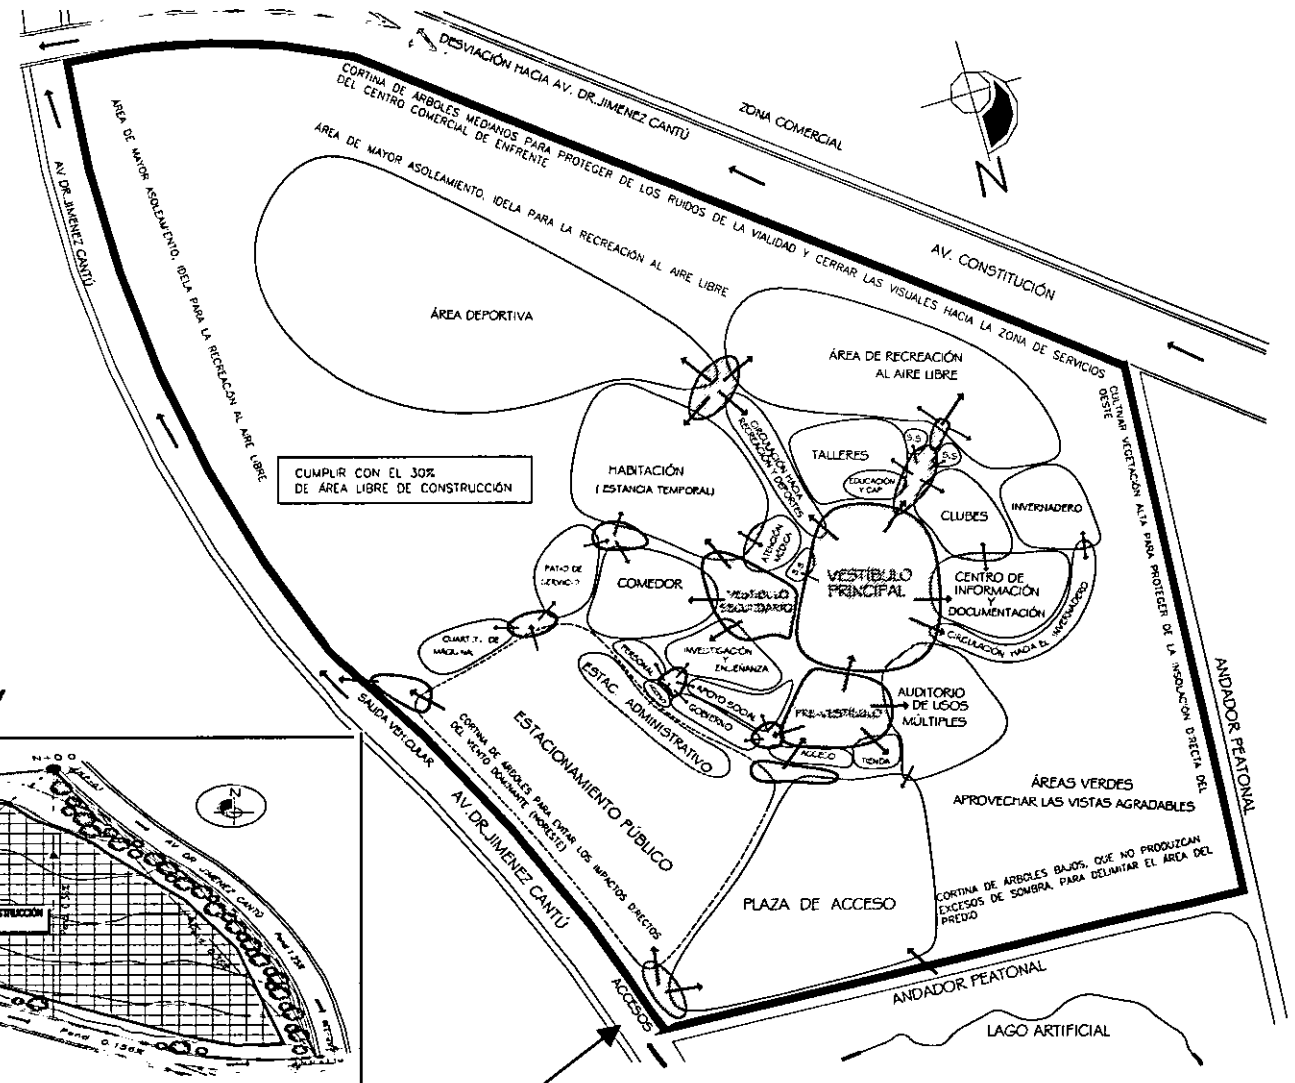 DESVIACIÓN HACIA AV. DR. JIMENEZ CANTÚ
ZONA COMERCIAL
N
CORTINA DE ÁRBOLES MEDIANOS PARA PROTEGER DE LOS RUIDOS DE LA VIALIDAD Y CERRAR LAS VISUALES HACIA LA ZONA DE SERVICIOS
DEL CENTRO COMERCIAL DE ENFRENTE
AV. CONSTITUCIÓN
ÁREA DE MAYOR ASOLEAMIENTO, IDELA PARA LA RECREACIÓN AL AIRE LIBRE
ÁREA DE MAYOR ASOLEAMIENTO, IDELA PARA LA RECREACIÓN AL AIRE LIBRE
AV DR. JIMENEZ CANTÚ
ÁREA DEPORTIVA
ÁREA DE RECREACIÓN
AL AIRE LIBRE
CULTIVAR VEGETACIÓN ALTA PARA PROTEGER DE LA INSOLACIÓN DIRECTA DEL
OESTE
CUMPLIR CON EL 30%
DE ÁREA LIBRE DE CONSTRUCCIÓN
HABITACIÓN
( ESTANCIA TEMPORAL)
CIRCULACIÓN HACIA
RECREACIÓN Y DEPORTES
TALLERES
S.S
S.S
EDUCACIÓN
Y CAP
CLUBES
INVERNADERO
ATENCIÓN
MÉDICA
S.S
VESTÍBULO
PRINCIPAL
CENTRO DE
INFORMACIÓN
Y
DOCUMENTACIÓN
CIRCULACIÓN HACIA EL INVERNADERO
PATIO DE
SERVICIO
COMEDOR
VESTÍBULO
SECUNDARIO
INVESTIGACIÓN
Y
ENSEÑANZA
PERSONAL
APOYO SOCIAL
GOBIERNO
ESTAC. ADMINISTRATIVO
PRE-VESTÍBULO
AUDITORIO
DE USOS
MÚLTIPLES
ACCESO
TIENDA
SALIDA VEHICULAR
ESTACIONAMIENTO PÚBLICO
CORTINA DE ÁRBOLES PARA EVITAR LOS IMPACTOS DIRECTOS
DEL VIENTO DOMINANTE (NORESTE)
AV. DR. JIMENEZ CANTÚ
ÁREAS VERDES
APROVECHAR LAS VISTAS AGRADABLES
ANDADOR PEATONAL
CORTINA DE ÁRBOLES BAJOS, QUE NO PRODUZCAN
EXCESOS DE SOMBRA, PARA DELIMITAR EL ÁREA DEL
PREDIO
PLAZA DE ACCESO
ACCESOS
ANDADOR PEATONAL
LAGO ARTIFICIAL
N
AV DR JIMENEZ CANTÚ
Pend 0.156%